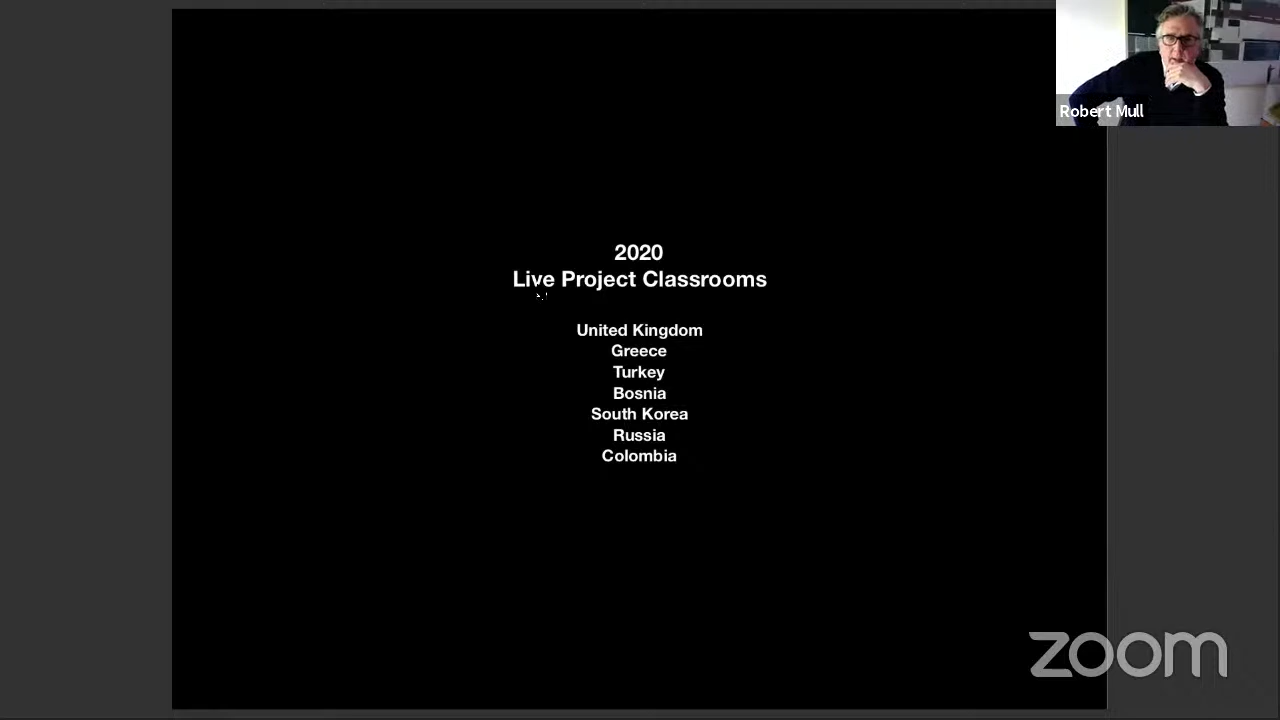 Robert Mull
2020
Live Project Classrooms
United Kingdom
Greece
Turkey
Bosnia
South Korea
Russia
Colombia
zoom